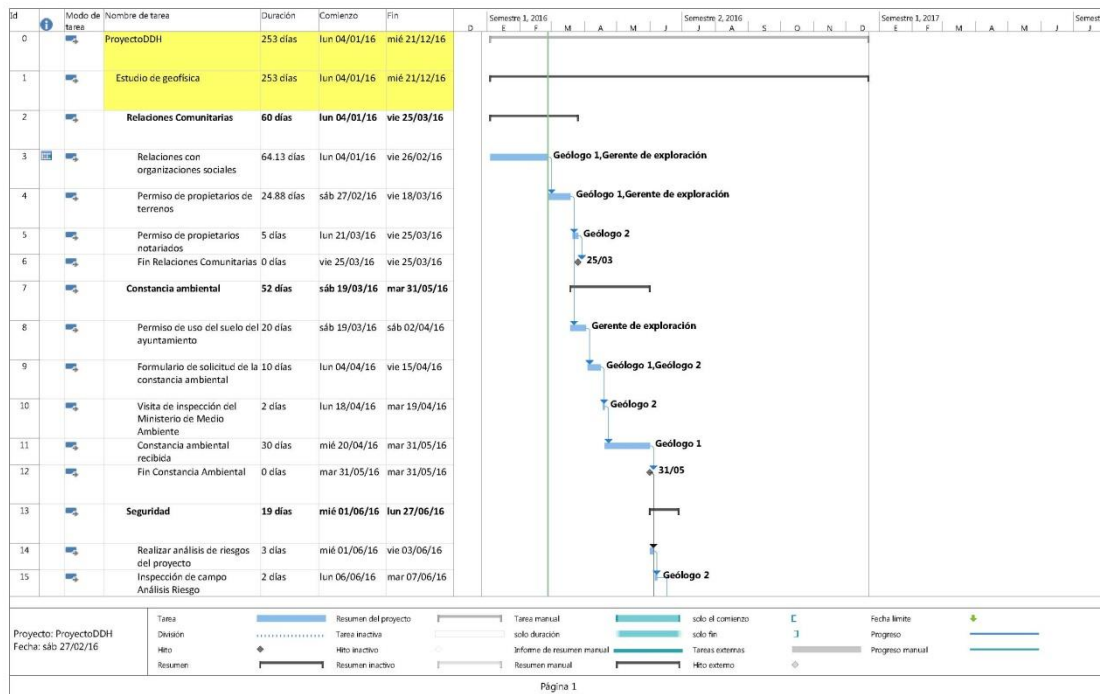 Id Modo de tarea Nombre de tarea Duración Comienzo Fin
Semestre 1, 2016 Semestre 2, 2016 Semestre 1, 2017 Semest
D E F M A M J J A S O N D E F M A M J J
0 ProyectoDDH 253 días lun 04/01/16 mié 21/12/16
1 Estudio de geofísica 253 días lun 04/01/16 mié 21/12/16
2 Relaciones Comunitarias 60 días lun 04/01/16 vie 25/03/16
3 Relaciones con 64.13 días lun 04/01/16 vie 26/02/16 Geólogo 1,Gerente de exploración
organizaciones sociales
4 Permiso de propietarios de 24.88 días sáb 27/02/16 vie 18/03/16 Geólogo 1,Gerente de exploración
terrenos
5 Permiso de propietarios 5 días lun 21/03/16 vie 25/03/16 Geólogo 2
notariados
6 Fin Relaciones Comunitarias 0 días vie 25/03/16 vie 25/03/16 25/03
7 Constancia ambiental 52 días sáb 19/03/16 mar 31/05/16
8 Permiso de uso del suelo del 20 días sáb 19/03/16 sáb 02/04/16 Gerente de exploración
ayuntamiento
9 Formulario de solicitud de la 10 días lun 04/04/16 vie 15/04/16 Geólogo 1,Geólogo 2
constancia ambiental
10 Visita de inspección del 2 días lun 18/04/16 mar 19/04/16 Geólogo 2
Ministerio de Medio
Ambiente
11 Constancia ambiental 30 días mié 20/04/16 mar 31/05/16 Geólogo 1
recibida
12 Fin Constancia Ambiental 0 días mar 31/05/16 mar 31/05/16 31/05
13 Seguridad 19 días mié 01/06/16 lun 27/06/16
14 Realizar análisis de riesgos 3 días mié 01/06/16 vie 03/06/16
del proyecto
15 Inspección de campo 2 días lun 06/06/16 mar 07/06/16 Geólogo 2
Análisis Riesgo
Proyecto: ProyectoDDH
Fecha: sáb 27/02/16
Tarea Resumen del proyecto Tarea manual solo el comienzo Fecha límite
División Tarea inactiva solo duración solo fin Progreso
Hito Hito inactivo Informe de resumen manual Tareas externas Progreso manual
Resumen Resumen inactivo Resumen manual Hito externo
Página 1